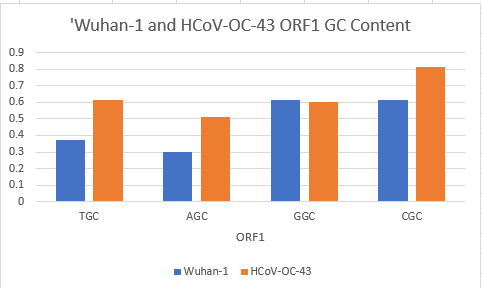 'Wuhan-1 and HCoV-OC-43 ORF1 GC Content
0.9
0.8
0.7
0.6
0.5
0.4
0.3
0.2
0.1
0
TGC AGC GGC CGC
ORF1
Wuhan-1 HCoV-OC-43